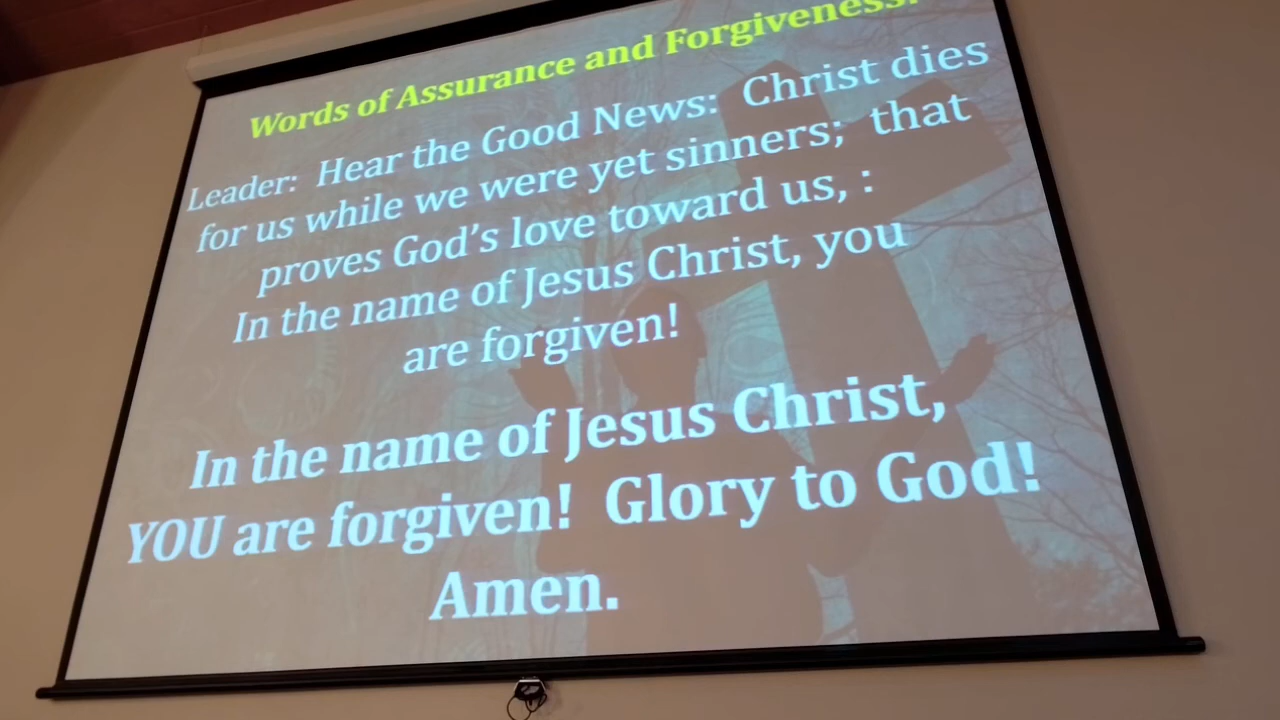 Words of Assurance and Forgiveness:
Leader: Hear the Good News: Christ dies
for us while we were yet sinners; that
proves God's love toward us, :
In the name of Jesus Christ, you
are forgiven!
In the name of Jesus Christ,
YOU are forgiven! Glory to God!
Amen.